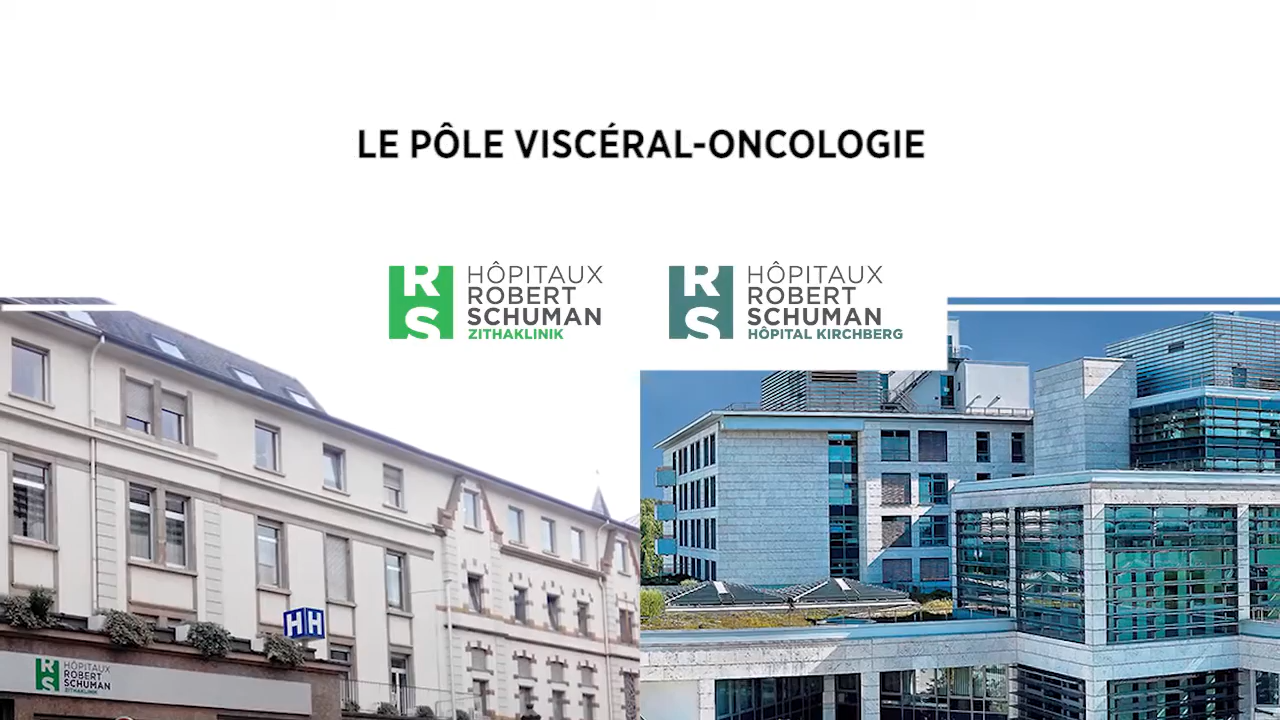 LE PÔLE VISCÉRAL-ONCOLOGIE
RS
HÔPITAUX
ROBERT
SCHUMAN
ZITHAKLINIK
RS
HÔPITAUX
ROBERT
SCHUMAN
HÔPITAL KIRCHBERG
H H
RS
HÔPITAUX
ROBERT
SCHUMAN
ZITHAKLINIK